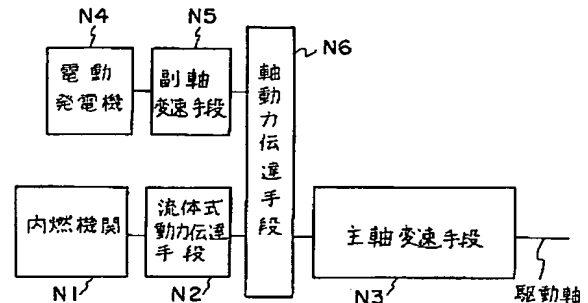 N4
N5
N6
電動
発電機
副軸
変速手段
軸動力伝達手段
内燃機関
流体式
動力伝達
手段
主軸変速手段
N1
N2
N3
駆動軸